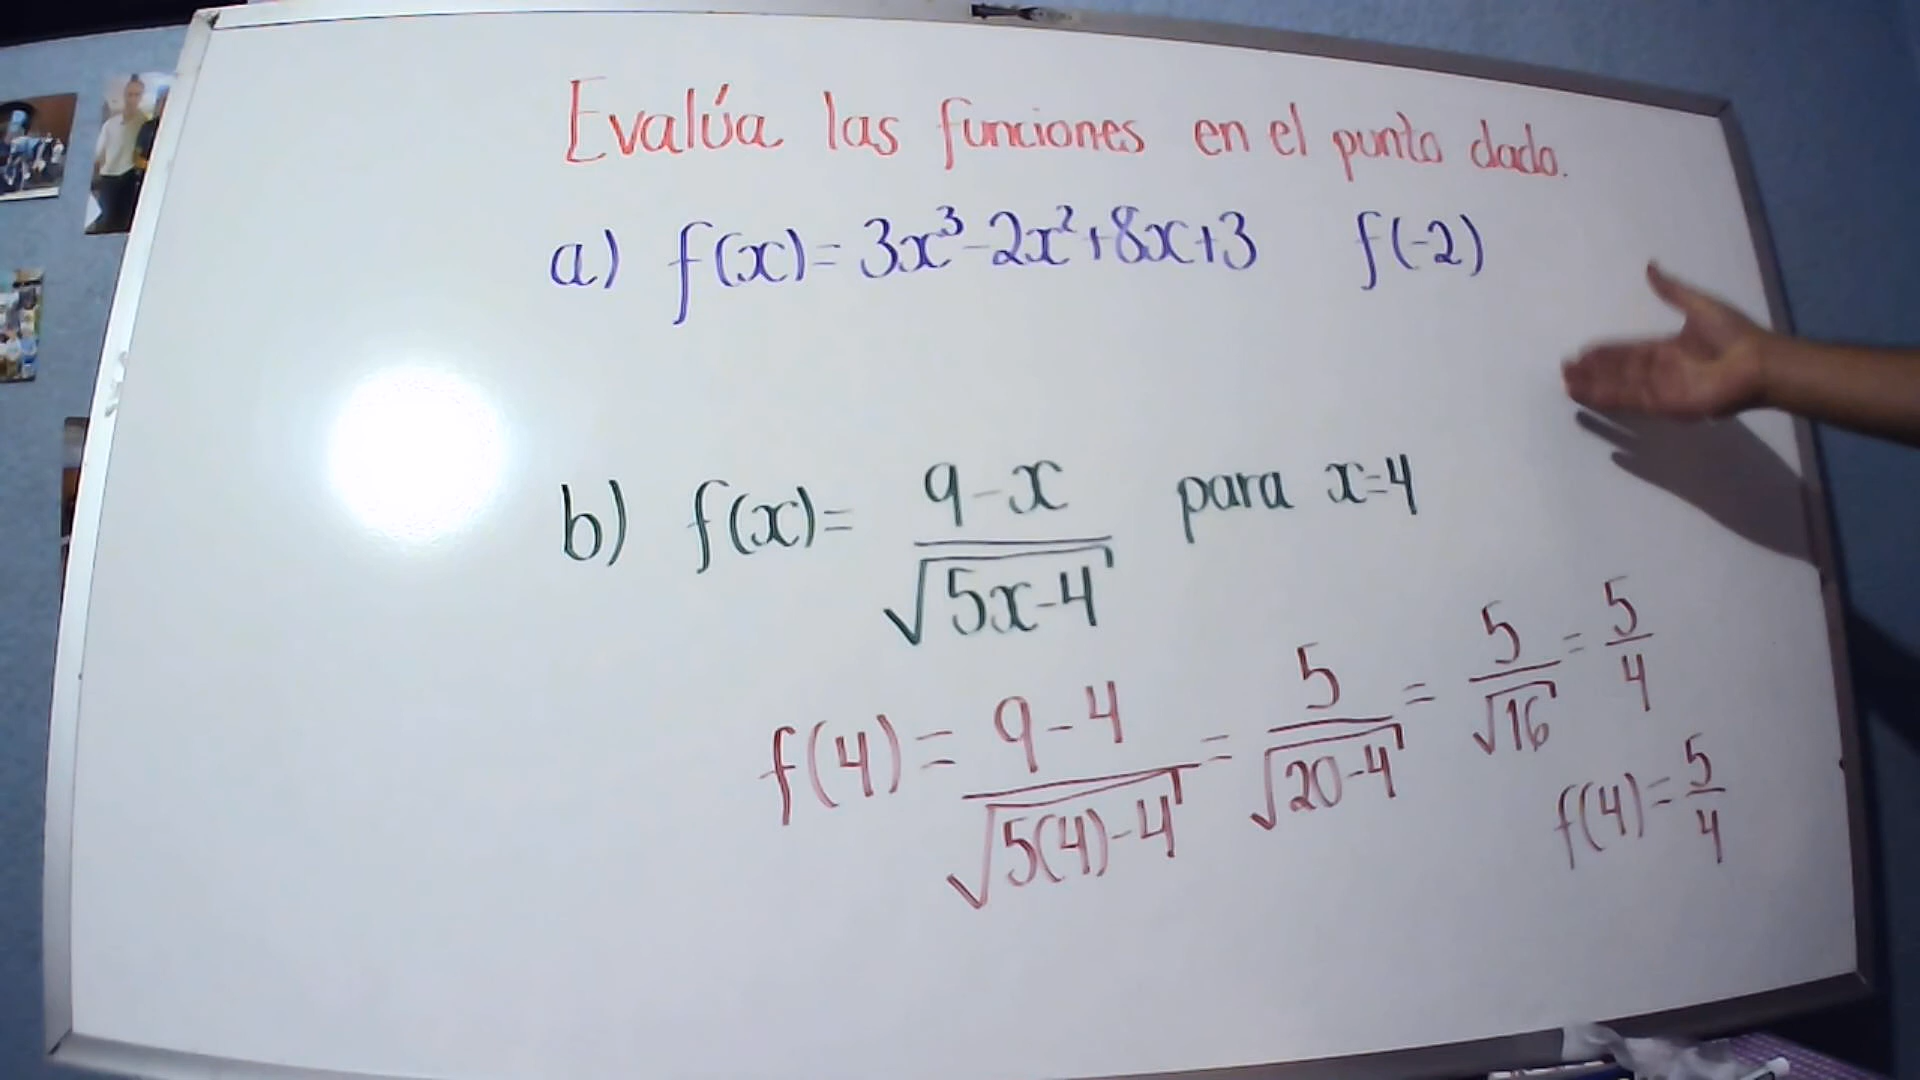 Evalúa las funciones en el punto dado.
a) f(x)= 3x³-2x²+8x+3 f(-2)
b) f(x)= 9-x / √5x-4 para x=4
f(4) = 9-4 / √5(4)-4 = 5 / √20-4 = 5 / √16 = 5/4
f(4)= 5/4